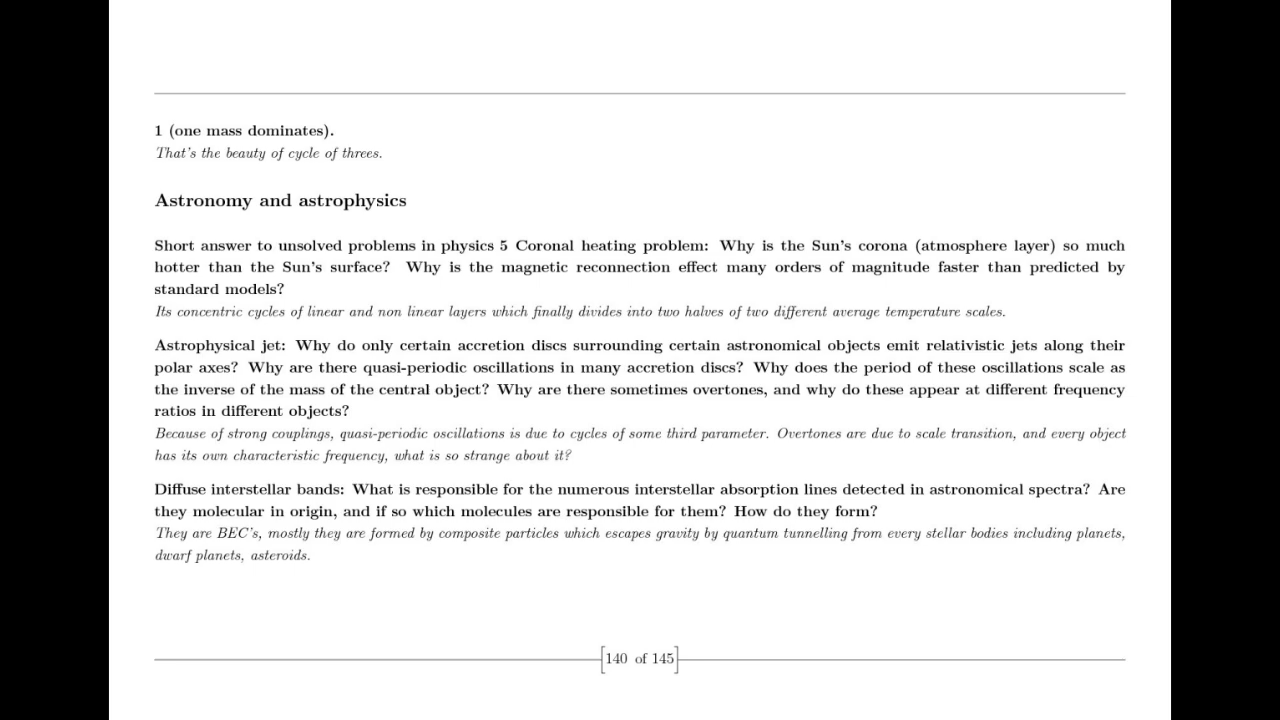 1 (one mass dominates).
That's the beauty of cycle of threes.
Astronomy and astrophysics
Short answer to unsolved problems in physics 5 Coronal heating problem: Why is the Sun's corona (atmosphere layer) so much
hotter than the Sun's surface? Why is the magnetic reconnection effect many orders of magnitude faster than predicted by
standard models?
Its concentric cycles of linear and non linear layers which finally divides into two halves of two different average temperature scales.
Astrophysical jet: Why do only certain accretion discs surrounding certain astronomical objects emit relativistic jets along their
polar axes? Why are there quasi-periodic oscillations in many accretion discs? Why does the period of these oscillations scale as
the inverse of the mass of the central object? Why are there sometimes overtones, and why do these appear at different frequency
ratios in different objects?
Because of strong couplings, quasi-periodic oscillations is due to cycles of some third parameter. Overtones are due to scale transition, and every object
has its own characteristic frequency, what is so strange about it?
Diffuse interstellar bands: What is responsible for the numerous interstellar absorption lines detected in astronomical spectra? Are
they molecular in origin, and if so which molecules are responsible for them? How do they form?
They are BEC's, mostly they are formed by composite particles which escapes gravity by quantum tunnelling from every stellar bodies including planets,
dwarf planets, asteroids.
140 of 145